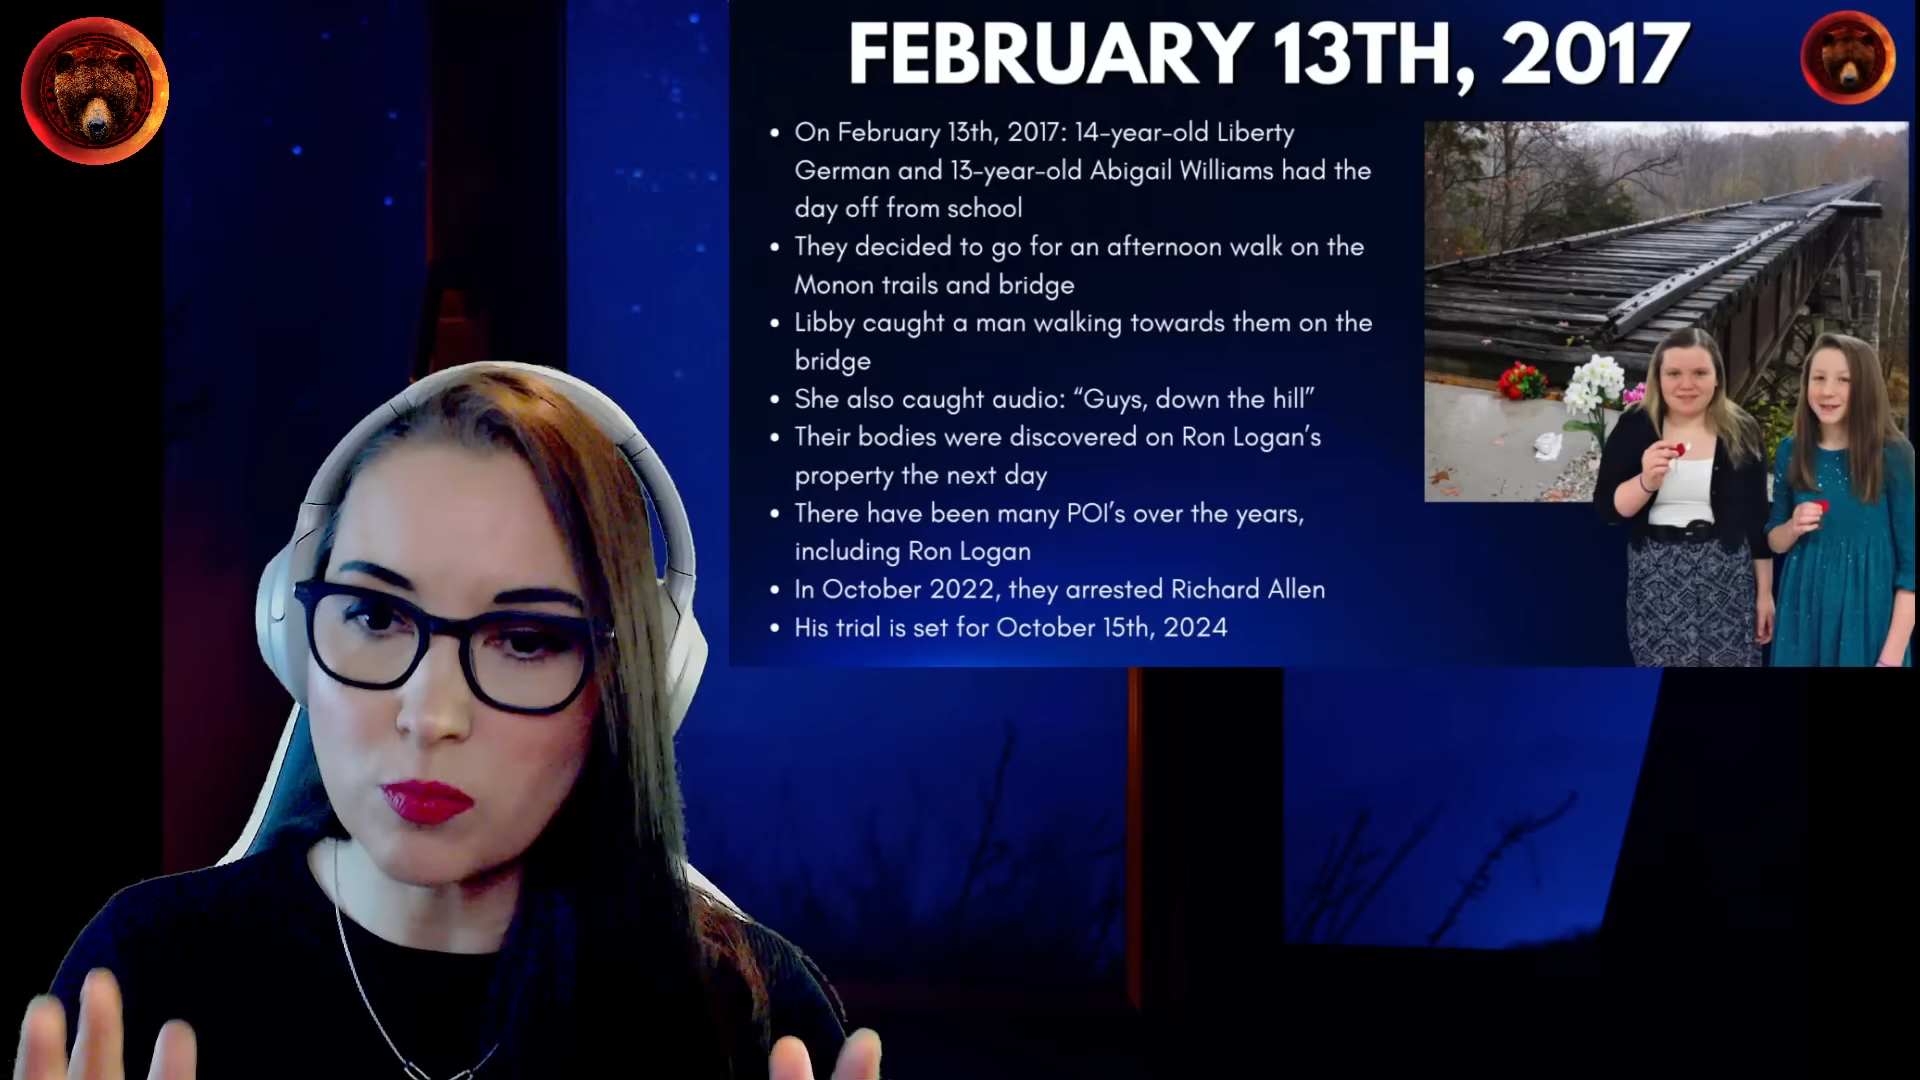 FEBRUARY 13TH, 2017
• On February 13th, 2017: 14-year-old Liberty
German and 13-year-old Abigail Williams had the
day off from school
• They decided to go for an afternoon walk on the
Monon trails and bridge
• Libby caught a man walking towards them on the
bridge
• She also caught audio: “Guys, down the hill”
• Their bodies were discovered on Ron Logan’s
property the next day
• There have been many POI’s over the years,
including Ron Logan
• In October 2022, they arrested Richard Allen
• His trial is set for October 15th, 2024